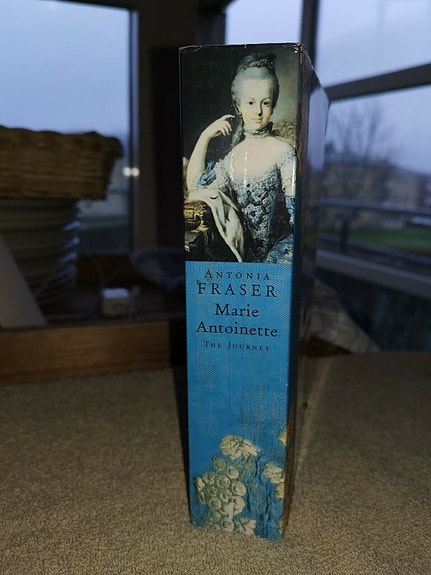 ANTONIA
FRASER
Marie
Antoinette
THE JOURNEY